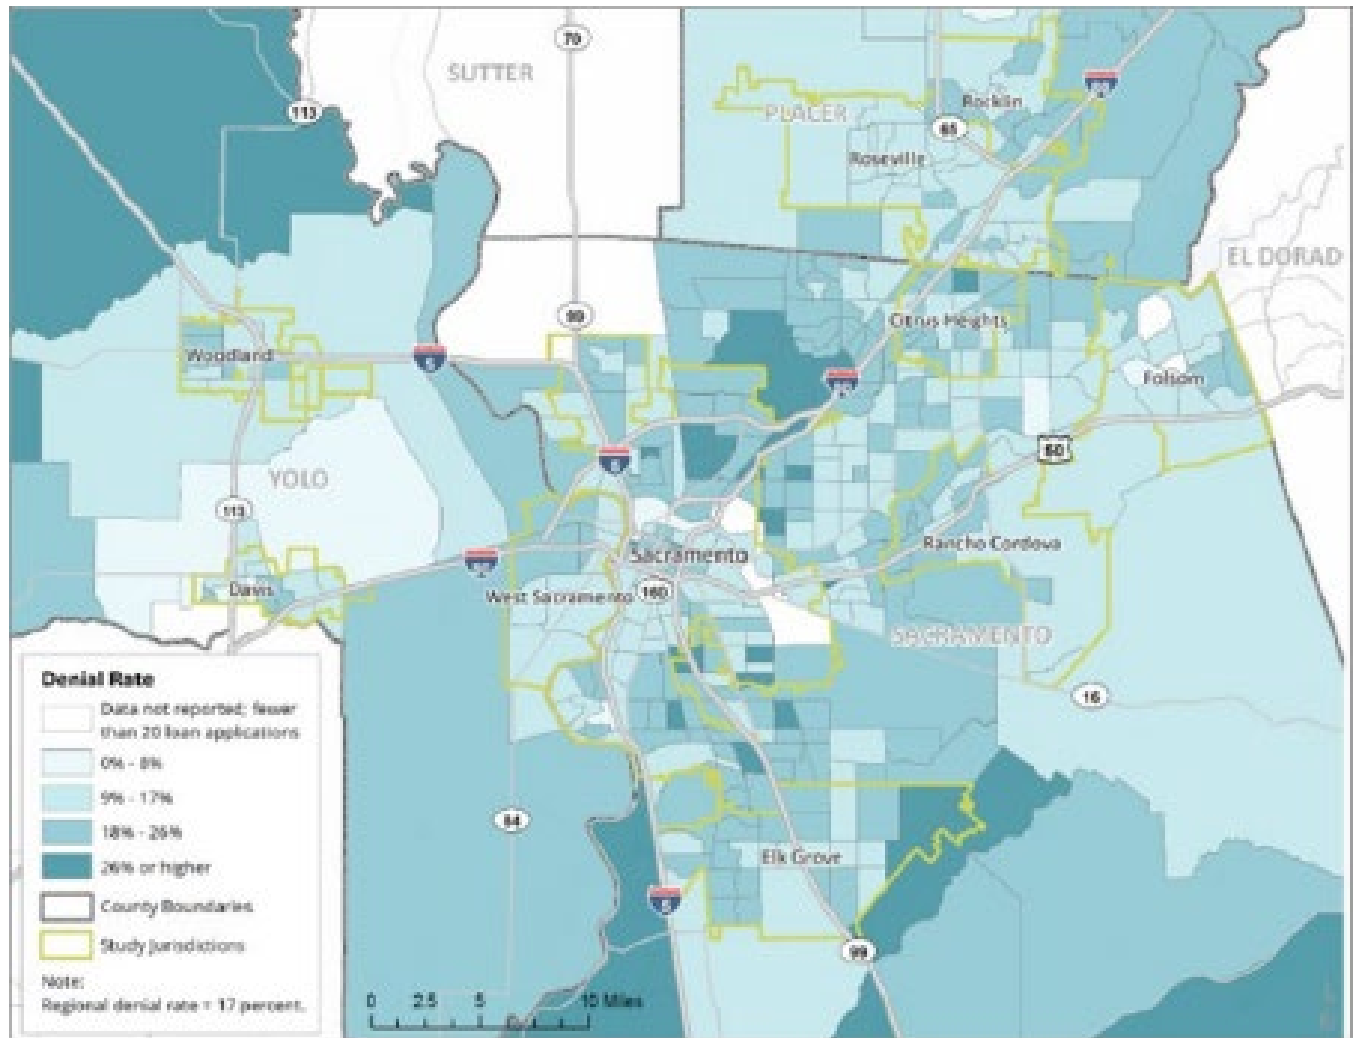 70
SUTTER
113
PLACER
Rocklin
65
80
Roseville
EL DORAD
99
Citrus Heights
Woodland
5
80
Folsom
50
5
YOLO
113
Sacramento
Rancho Cordova
80
Davis
West Sacramento
160
SACRAMENTO
16
84
Elk Grove
5
99
Denial Rate
Data not reported; fewer
than 20 loan applications
0% - 8%
9% - 17%
18% - 26%
26% or higher
County Boundaries
Study Jurisdictions
Note:
Regional denial rate = 17 percent.
0 2.5 5 10 Miles